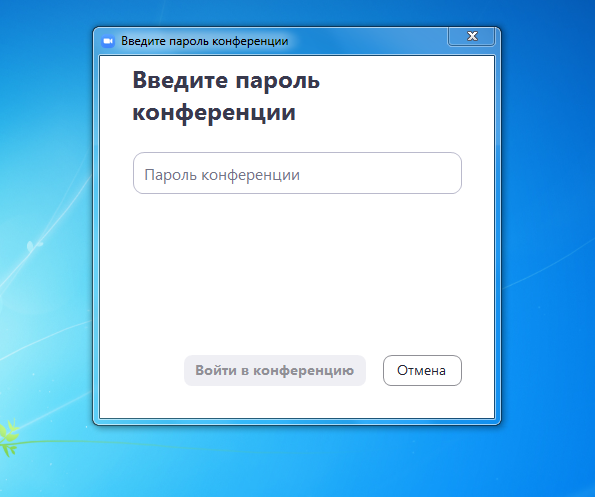 Введите пароль конференции
Введите пароль
конференции
Пароль конференции
Войти в конференцию
Отмена